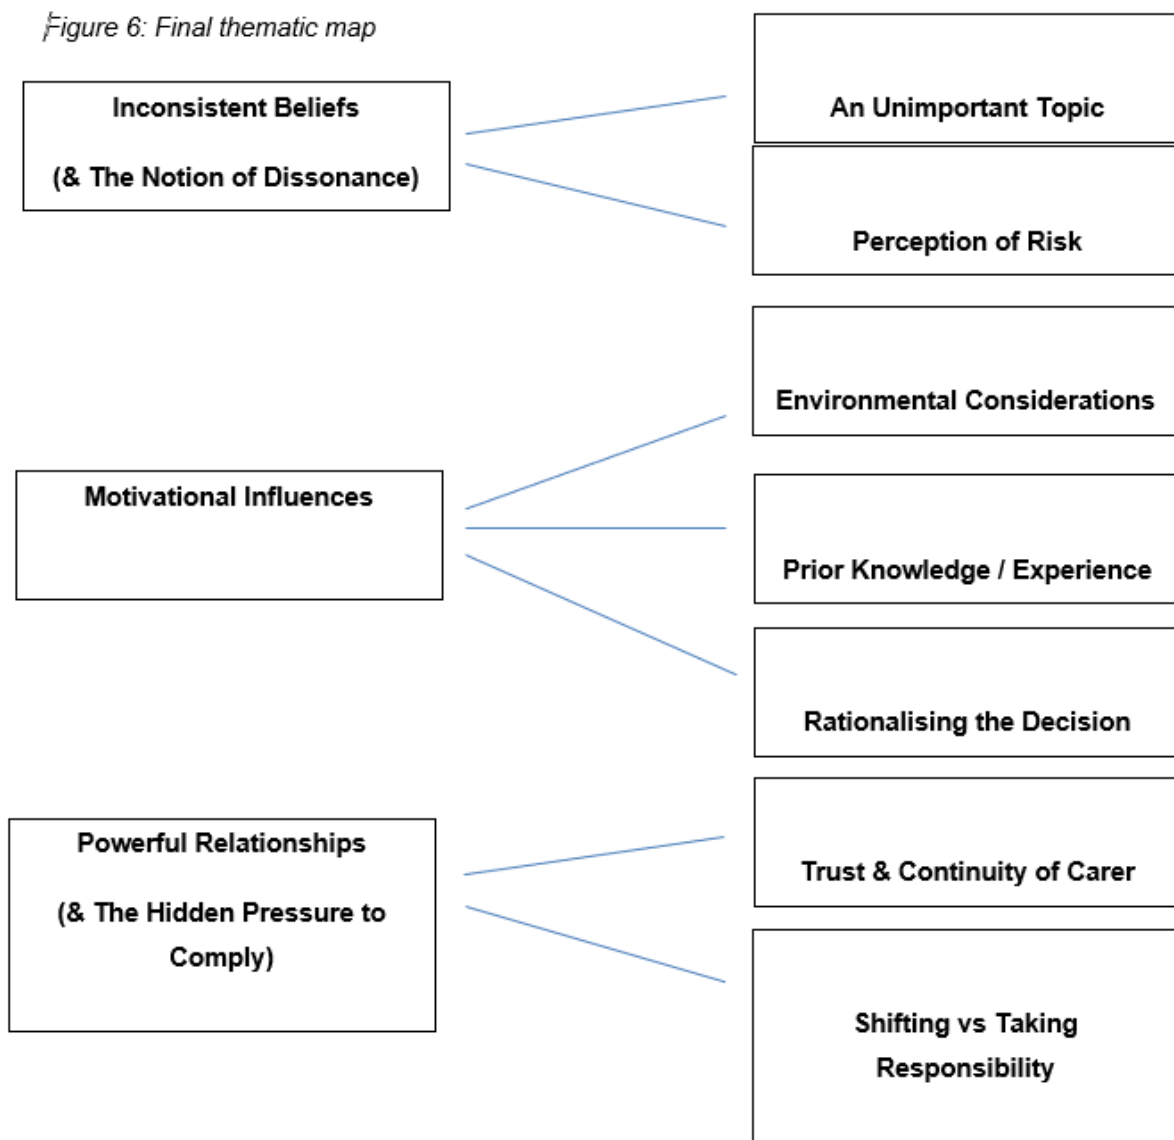 Figure 6: Final thematic map
Inconsistent Beliefs
(& The Notion of Dissonance)
An Unimportant Topic
Perception of Risk
Motivational Influences
Environmental Considerations
Prior Knowledge / Experience
Rationalising the Decision
Powerful Relationships
(& The Hidden Pressure to
Comply)
Trust & Continuity of Carer
Shifting vs Taking
Responsibility